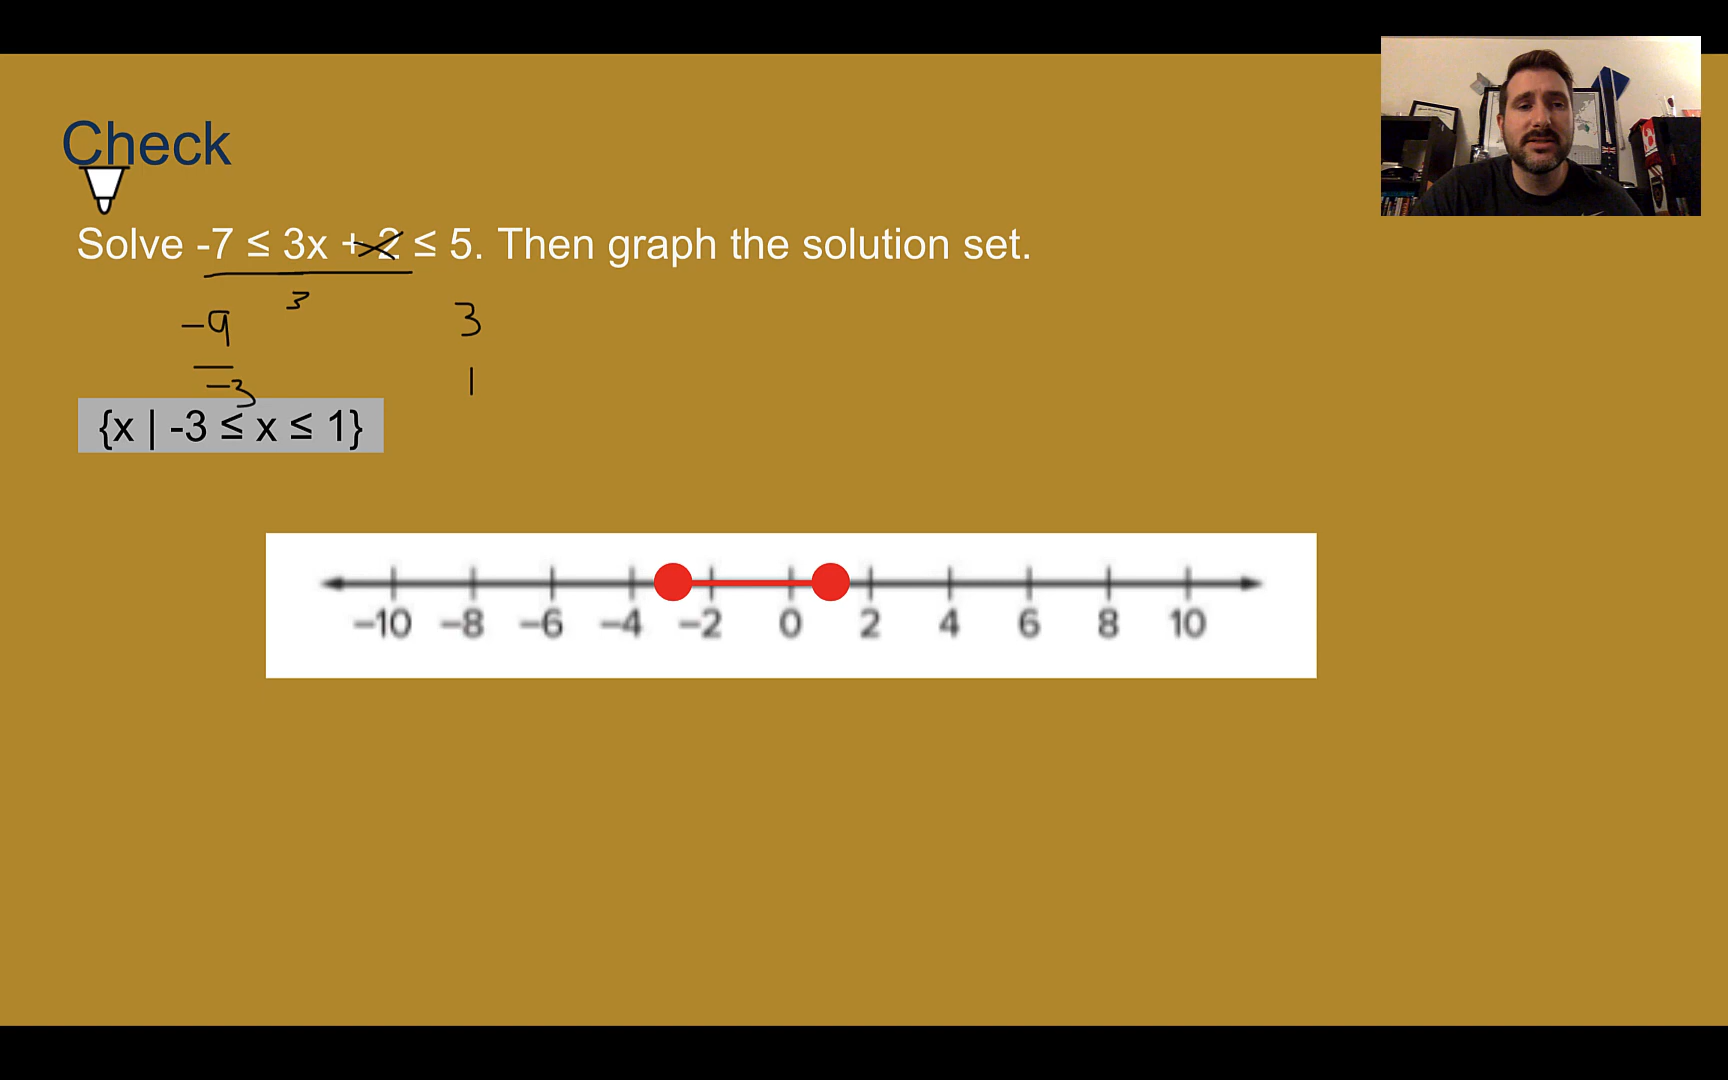 Check
Solve -7 ≤ 3x + 2 ≤ 5. Then graph the solution set.
3
-9 3
-3 1
{x | -3 ≤ x ≤ 1}
-10 -8 -6 -4 -2 0 2 4 6 8 10